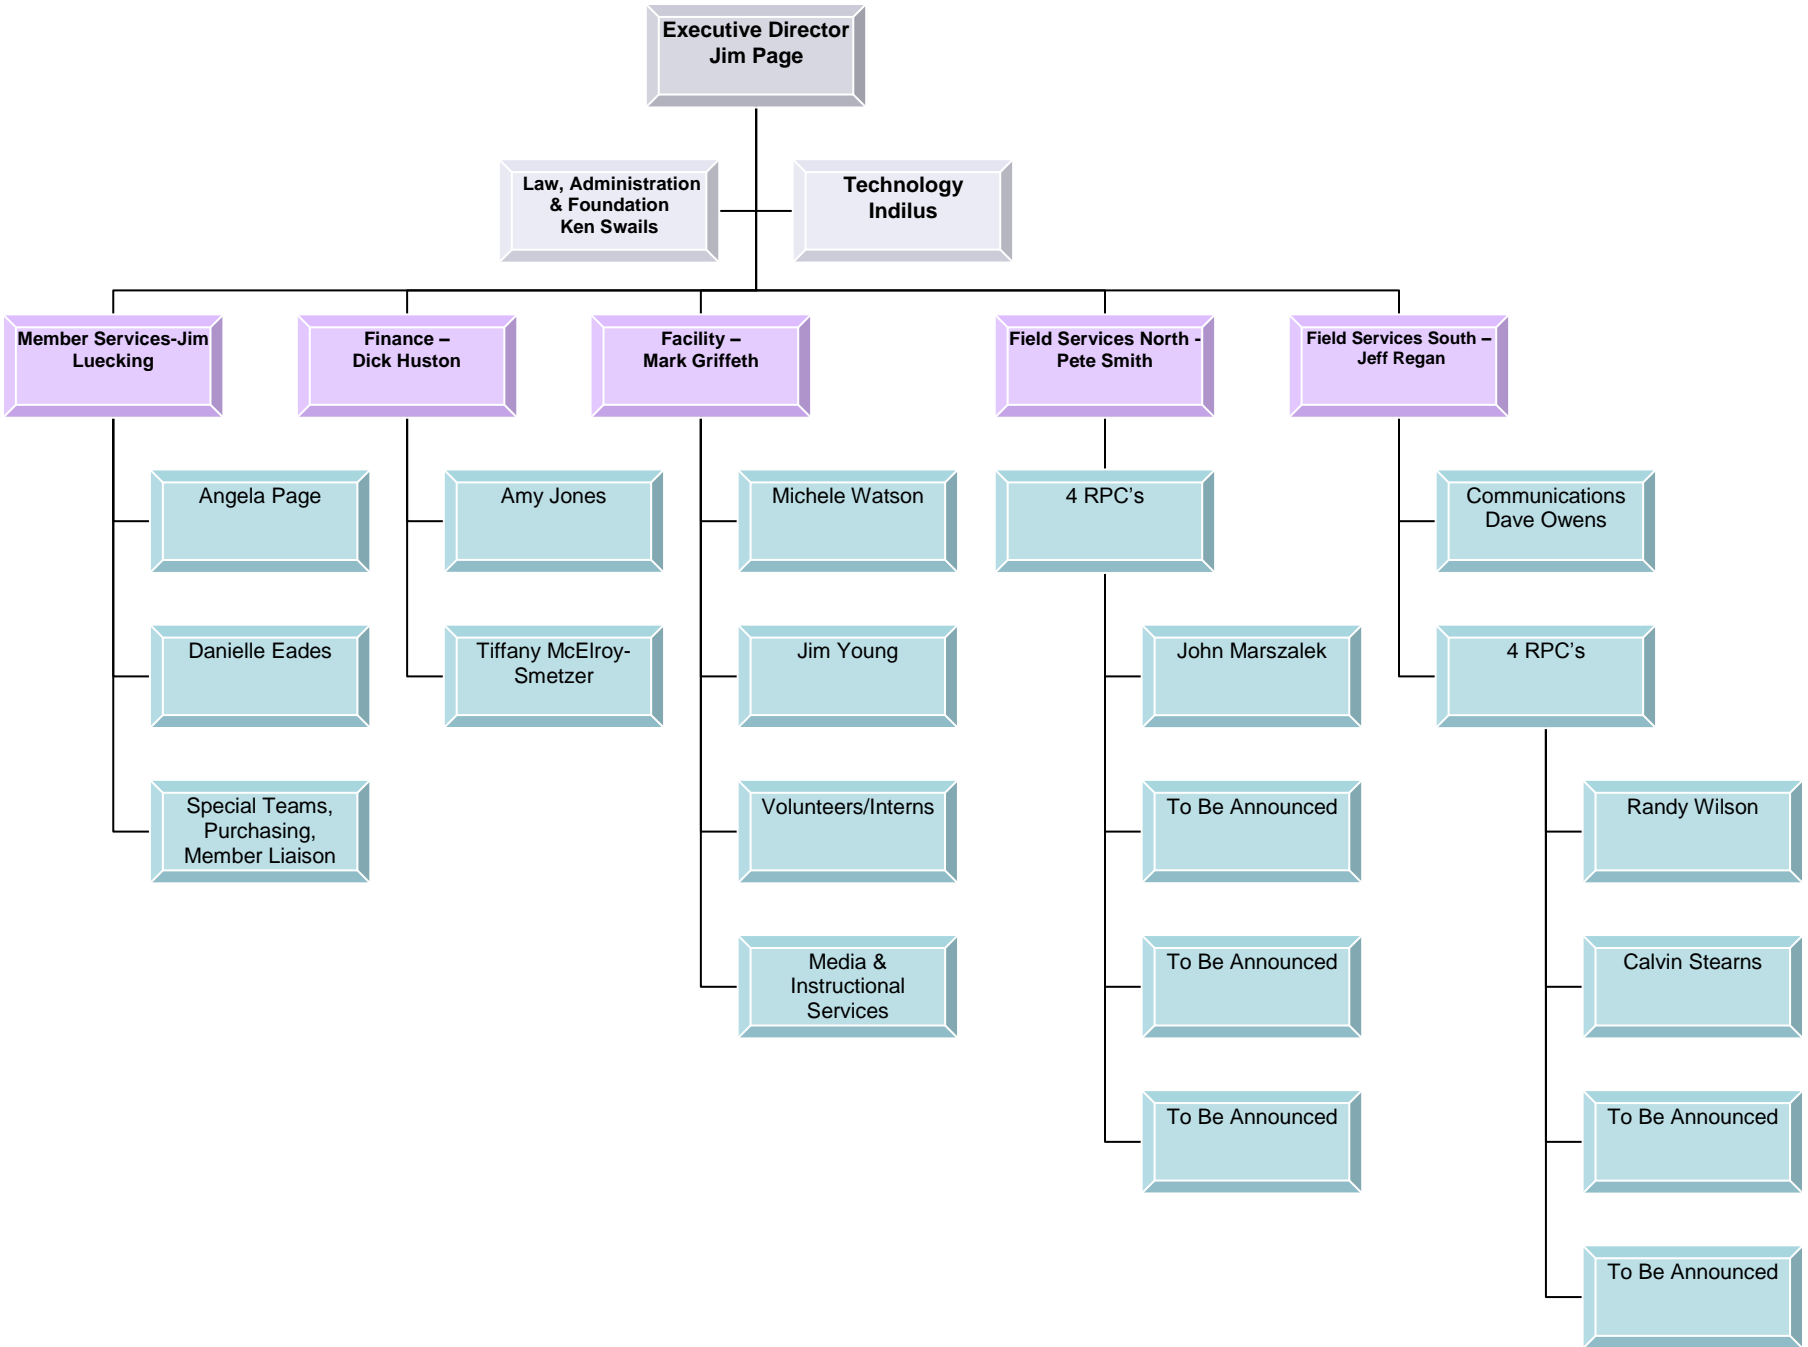 Executive Director
Jim Page
Law, Administration
& Foundation
Ken Swails
Technology
Indilus
Member Services-Jim
Luecking
Finance –
Dick Huston
Facility –
Mark Griffeth
Field Services North -
Pete Smith
Field Services South –
Jeff Regan
Angela Page
Amy Jones
Michele Watson
4 RPC’s
Communications
Dave Owens
Danielle Eades
Tiffany McElroy-
Smetzer
Jim Young
John Marszalek
4 RPC’s
Special Teams,
Purchasing,
Member Liaison
Volunteers/Interns
To Be Announced
Randy Wilson
Media &
Instructional
Services
To Be Announced
Calvin Stearns
To Be Announced
To Be Announced
To Be Announced